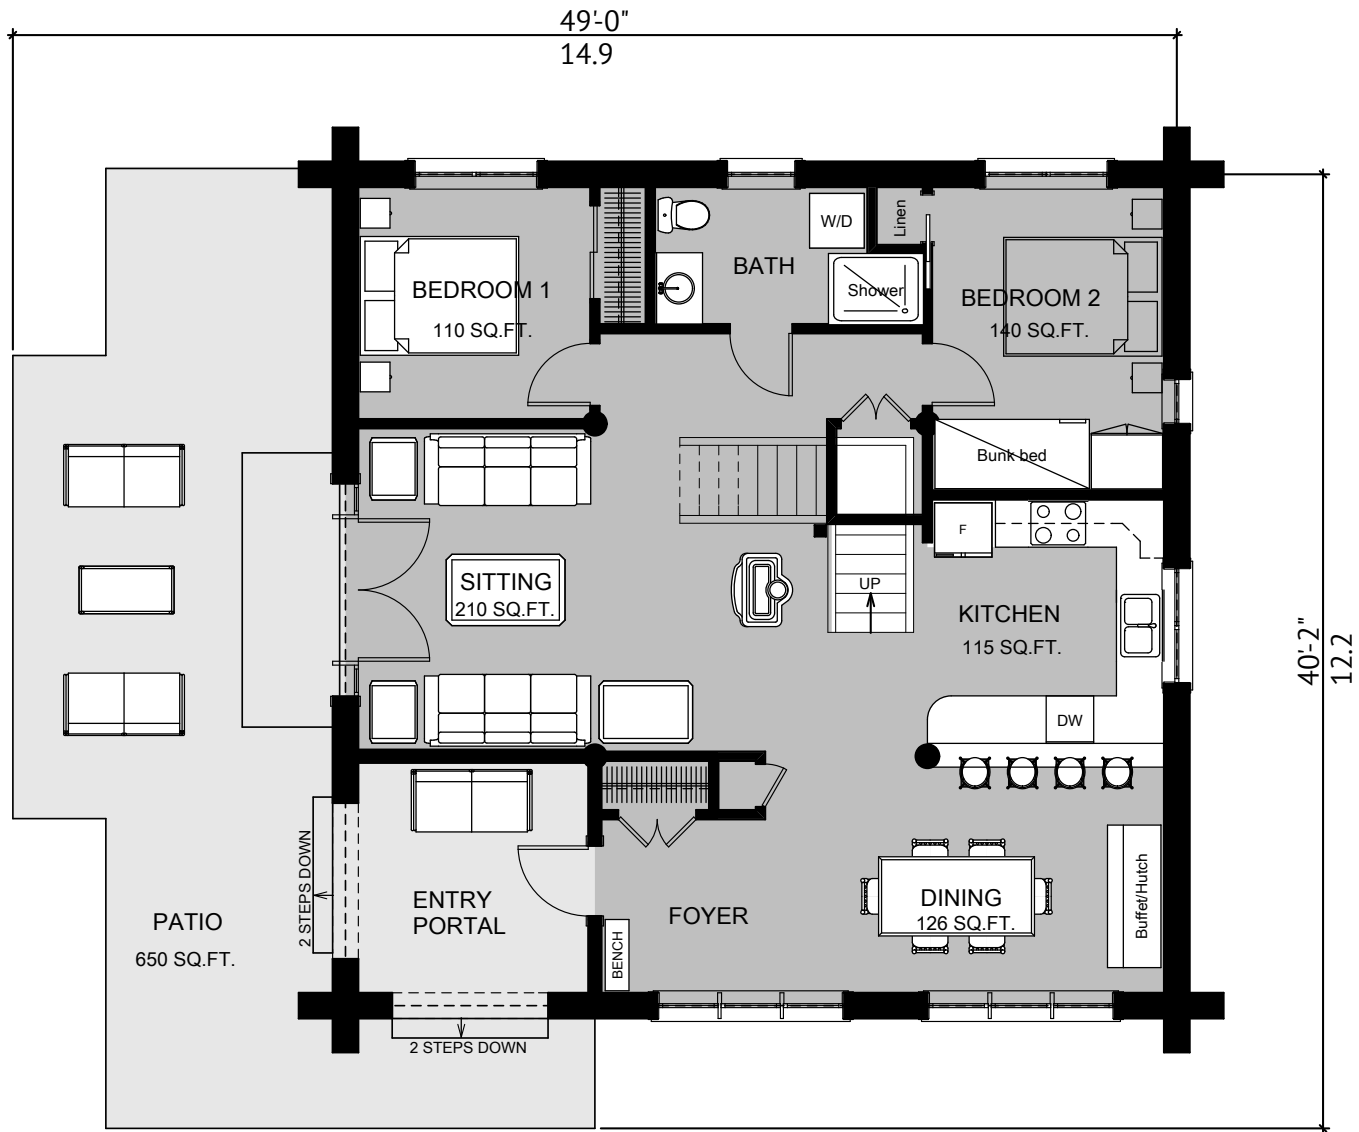 49'-0"
14.9
W/D
Linen
BATH
BEDROOM 1
110 SQ.FT.
Shower
BEDROOM 2
140 SQ.FT.
Bunk bed
F
SITTING
210 SQ.FT.
UP
KITCHEN
115 SQ.FT.
40'-2"
12.2
DW
2 STEPS DOWN
ENTRY
PORTAL
FOYER
DINING
126 SQ.FT.
Buffet/Hutch
PATIO
650 SQ.FT.
BENCH
2 STEPS DOWN